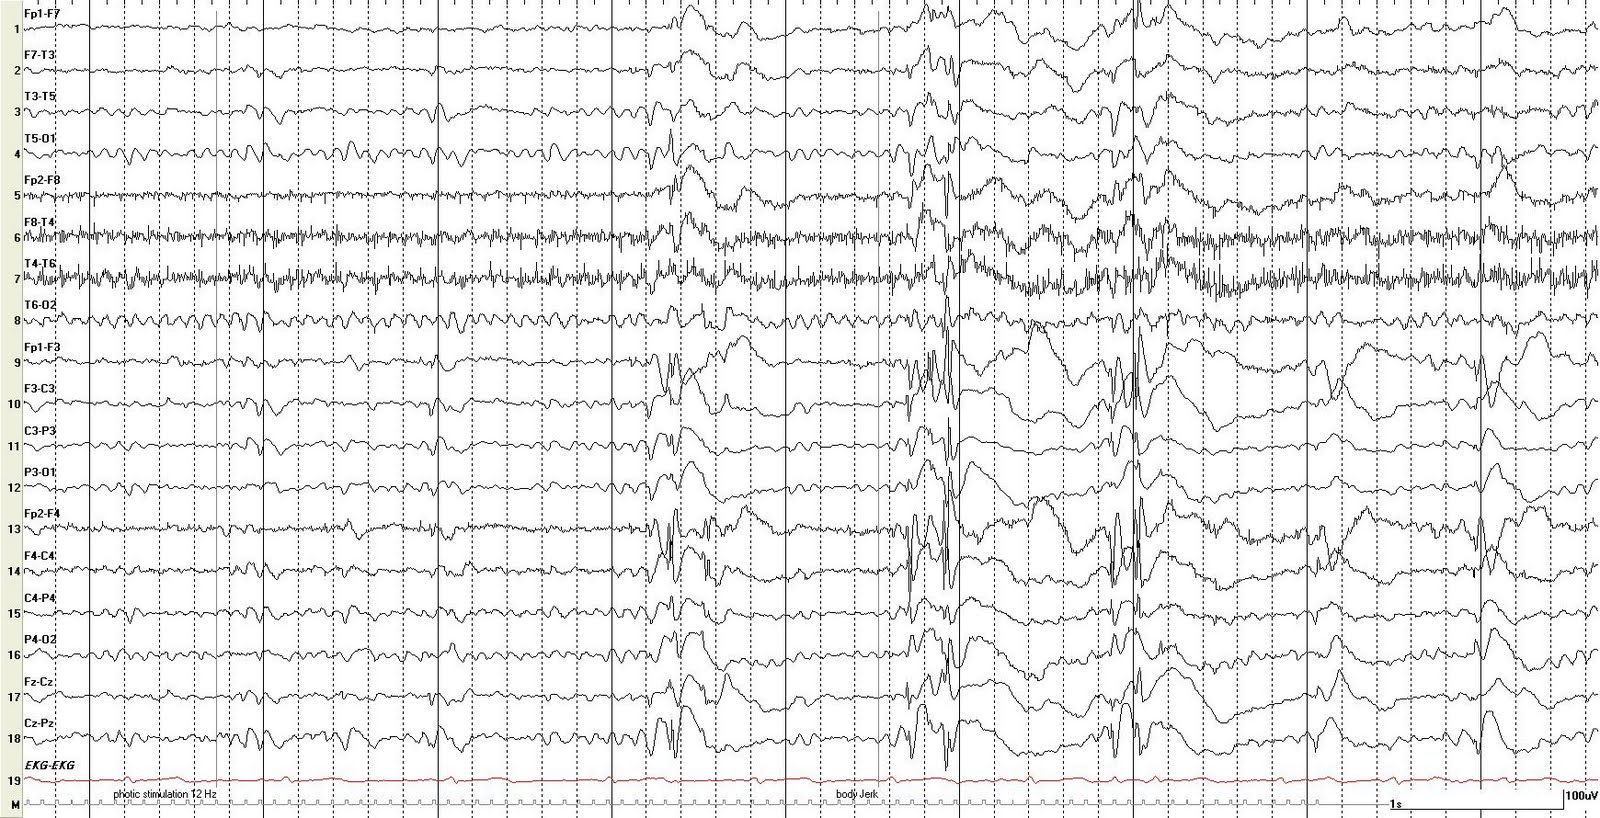 Fp1-F7
1
F7-T3
2
T3-T5
3
T5-O1
4
Fp2-F8
5
F8-T4
6
T4-T6
7
T6-O2
8
Fp1-F3
9
F3-C3
10
C3-P3
11
P3-O1
12
Fp2-F4
13
F4-C4
14
C4-P4
15
P4-O2
16
Fz-Cz
17
Cz-Pz
18
EKG-EKG
19
photic stimulation 12 Hz
body Jerk
M
1s
100uV